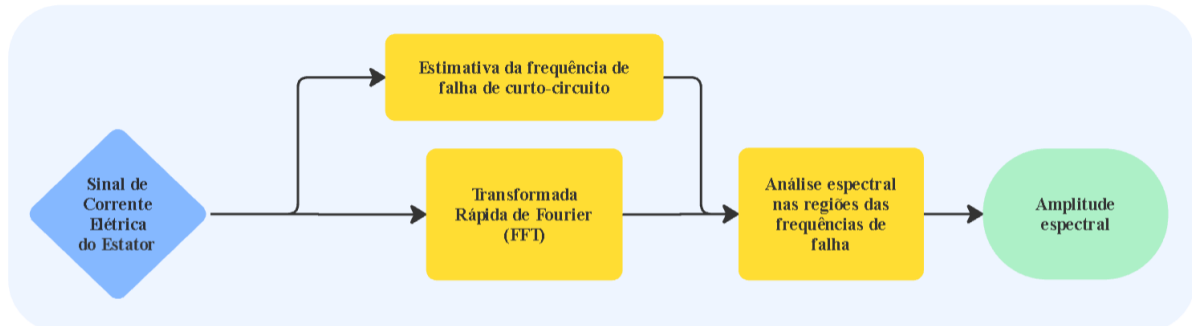 Estimativa da frequência de
falha de curto-circuito
Sinal de
Corrente
Elétrica
do Estator
Transformada
Rápida de Fourier
(FFT)
Análise espectral
nas regiões das
frequências de
falha
Amplitude
espectral